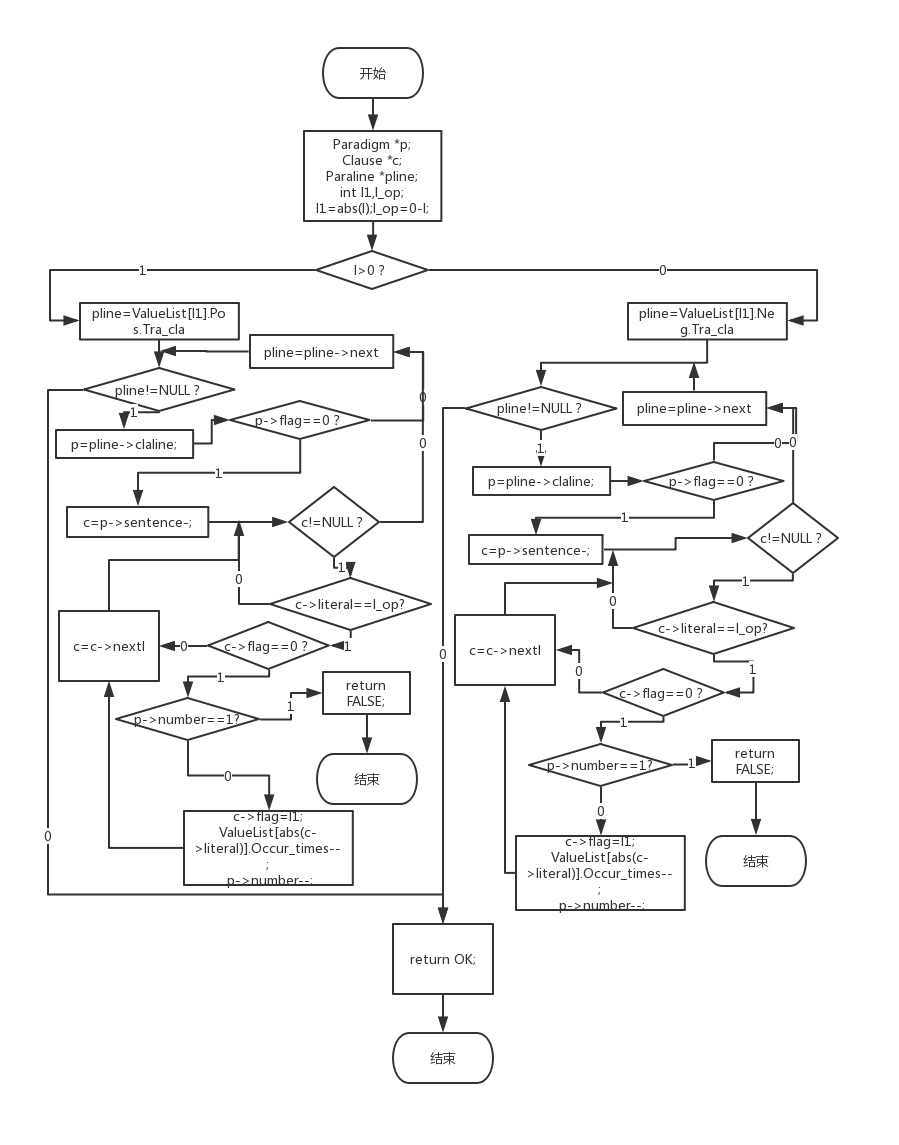 开始
Paradigm *p;
Clause *c;
Paraline *pline;
int l1,l_op;
l1=abs(l);l_op=0-l;
l>0 ?
1
0
pline=ValueList[l1].Po
s.Tra_cla
pline=pline->next
pline!=NULL ?
1
0
p=pline->claline;
p->flag==0 ?
0
1
c=p->sentence-;
c!=NULL ?
0
1
c->literal==l_op?
0
1
c=c->nextl
c->flag==0 ?
0
1
p->number==1?
1
return
FALSE;
结束
0
c->flag=l1;
ValueList[abs(c-
>literal)].Occur_times--
;
p->number--;
pline=ValueList[l1].Ne
g.Tra_cla
pline!=NULL ?
pline=pline->next
1
0
p=pline->claline;
p->flag==0 ?
0
1
c=p->sentence-;
c!=NULL ?
0
1
c->literal==l_op?
0
1
c=c->nextl
c->flag==0 ?
0
1
p->number==1?
1
return
FALSE;
结束
0
c->flag=l1;
ValueList[abs(c-
>literal)].Occur_times--
;
p->number--;
return OK;
结束